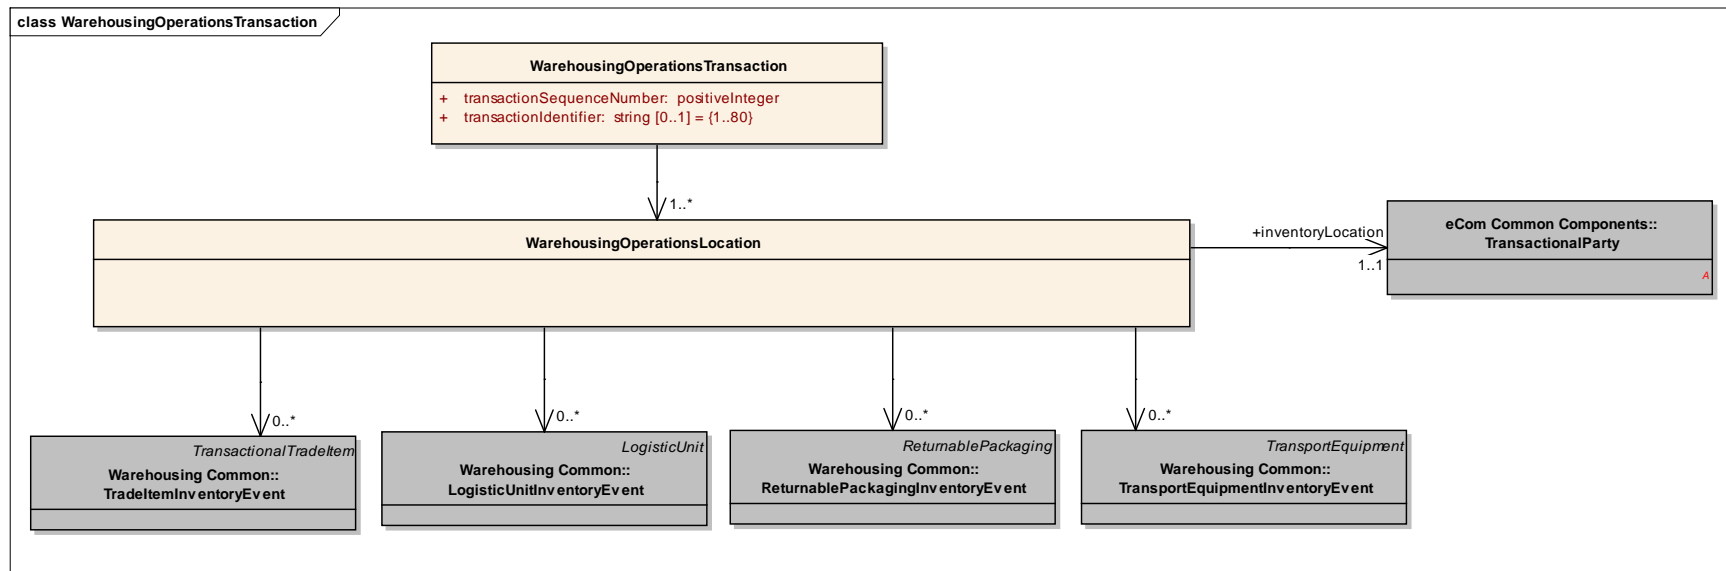 class WarehousingOperationsTransaction
WarehousingOperationsTransaction
+ transactionSequenceNumber: positiveInteger
+ transactionIdentifier: string [0..1] = {1..80}
1..*
WarehousingOperationsLocation
+inventoryLocation
1..1
eCom Common Components::
TransactionalParty
A
0..*
0..*
0..*
0..*
TransactionalTradeItem
Warehousing Common::
TradeItemInventoryEvent
LogisticUnit
Warehousing Common::
LogisticUnitInventoryEvent
ReturnablePackaging
Warehousing Common::
ReturnablePackagingInventoryEvent
TransportEquipment
Warehousing Common::
TransportEquipmentInventoryEvent